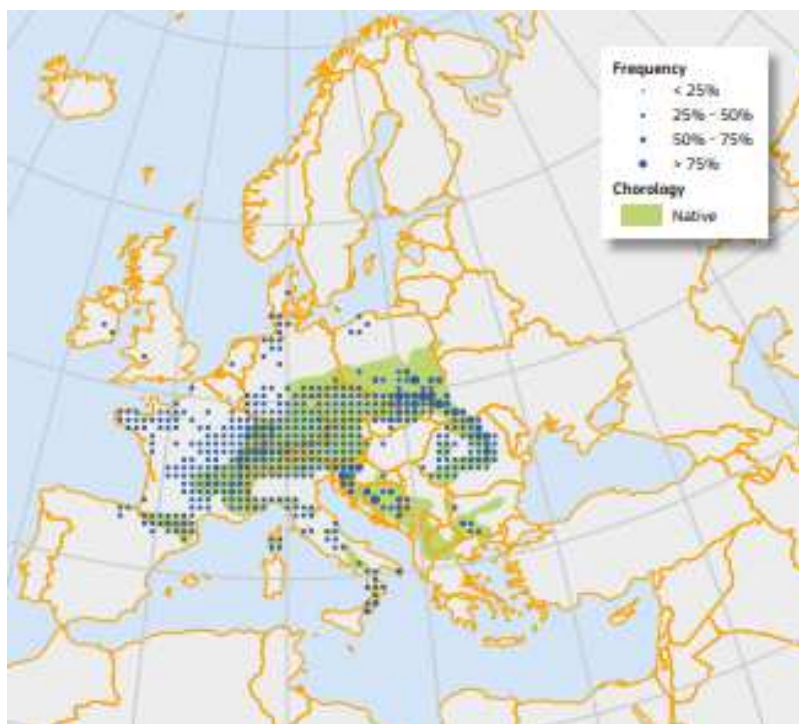 Frequency
< 25%
25% - 50%
50% - 75%
> 75%
Chorology
Native